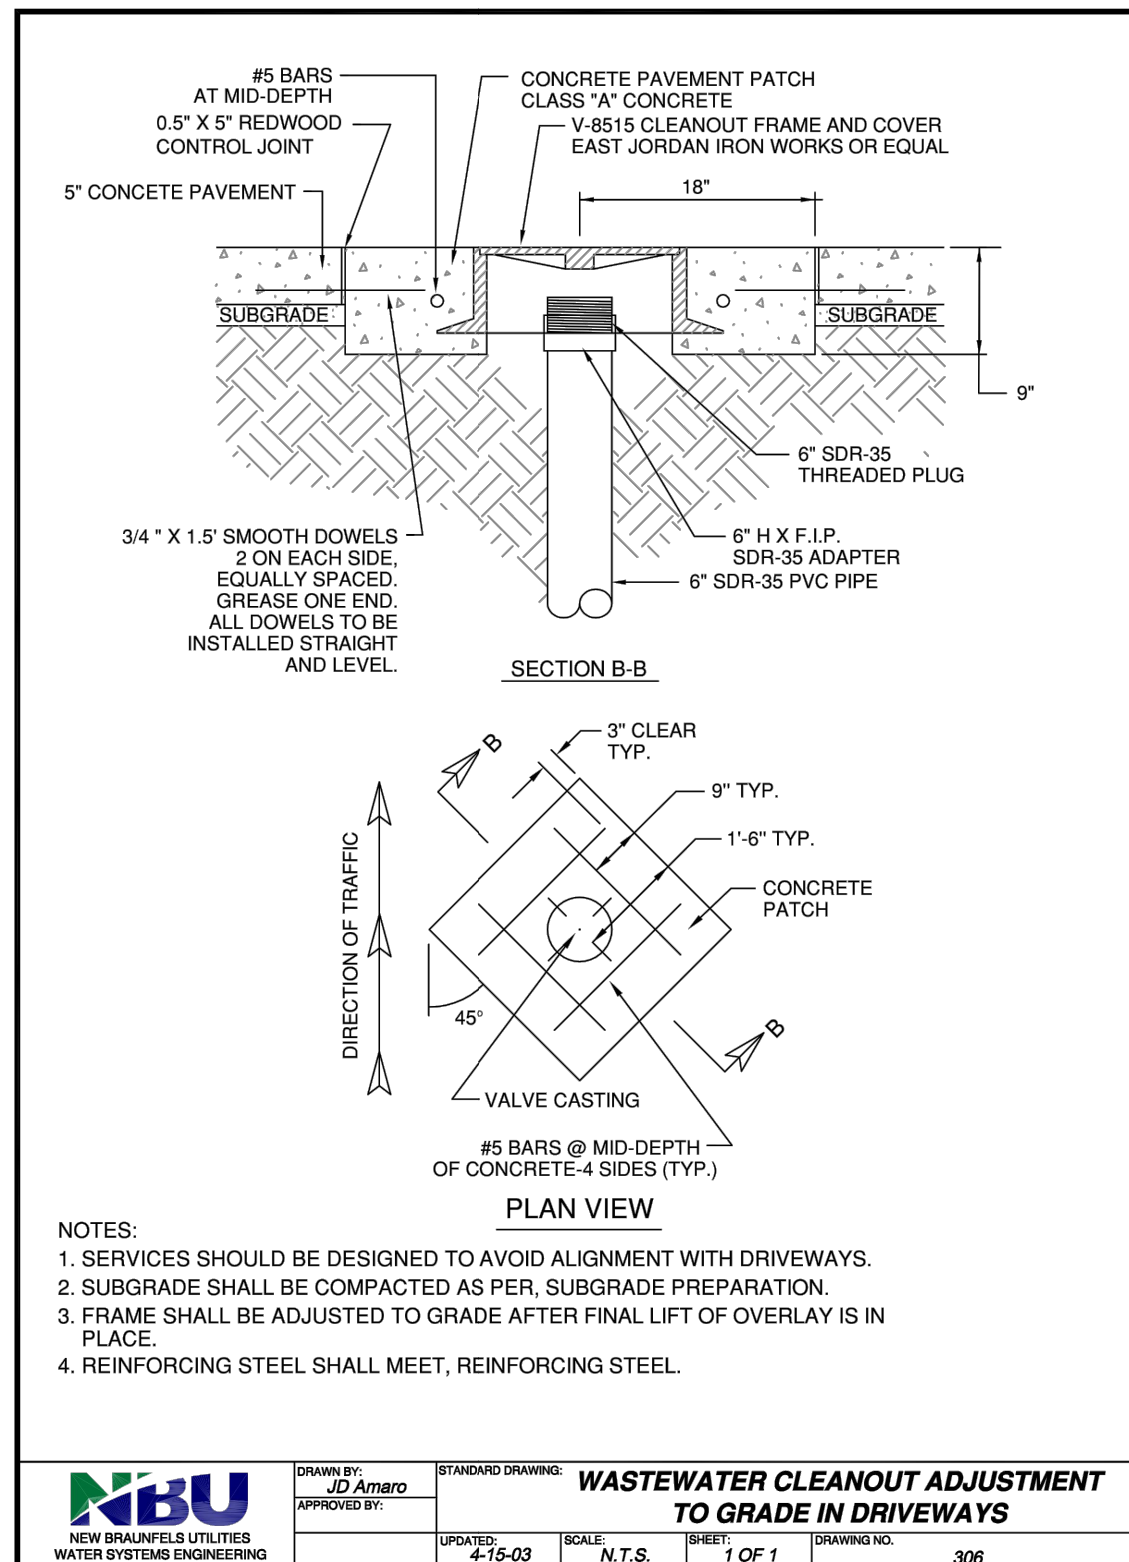 #5 BARS
AT MID-DEPTH
0.5" X 5" REDWOOD
CONTROL JOINT
5" CONCETE PAVEMENT
CONCRETE PAVEMENT PATCH
CLASS "A" CONCRETE
V-8515 CLEANOUT FRAME AND COVER
EAST JORDAN IRON WORKS OR EQUAL
18"
SUBGRADE
SUBGRADE
9"
6" SDR-35
THREADED PLUG
3/4 " X 1.5' SMOOTH DOWELS
2 ON EACH SIDE,
EQUALLY SPACED.
GREASE ONE END.
ALL DOWELS TO BE
INSTALLED STRAIGHT
AND LEVEL.
6" H X F.I.P.
SDR-35 ADAPTER
6" SDR-35 PVC PIPE
SECTION B-B
3" CLEAR
TYP.
B
9" TYP.
1'-6" TYP.
CONCRETE
PATCH
DIRECTION OF TRAFFIC
45°
B
VALVE CASTING
#5 BARS @ MID-DEPTH
OF CONCRETE-4 SIDES (TYP.)
PLAN VIEW
NOTES:
1. SERVICES SHOULD BE DESIGNED TO AVOID ALIGNMENT WITH DRIVEWAYS.
2. SUBGRADE SHALL BE COMPACTED AS PER, SUBGRADE PREPARATION.
3. FRAME SHALL BE ADJUSTED TO GRADE AFTER FINAL LIFT OF OVERLAY IS IN
PLACE.
4. REINFORCING STEEL SHALL MEET, REINFORCING STEEL.
NBU
NEW BRAUNFELS UTILITIES
WATER SYSTEMS ENGINEERING
DRAWN BY:
JD Amaro
APPROVED BY:
STANDARD DRAWING:
WASTEWATER CLEANOUT ADJUSTMENT
TO GRADE IN DRIVEWAYS
UPDATED:
4-15-03
SCALE:
N.T.S.
SHEET:
1 OF 1
DRAWING NO.
306